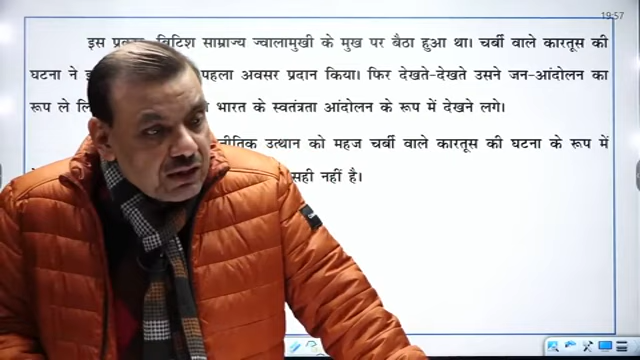 19:57
इस ब्रिटिश साम्राज्य ज्वालामुखी के मुख पर बैठा हुआ था। चर्बी वाले कारतूस की
घटना ने पहला अवसर प्रदान किया। फिर देखते-देखते उसने जन-आंदोलन का
रूप ले भारत के स्वतंत्रता आंदोलन के रूप में देखने लगे।
उत्थान को महज चर्बी वाले कारतूस की घटना के रूप में
सही नहीं है।